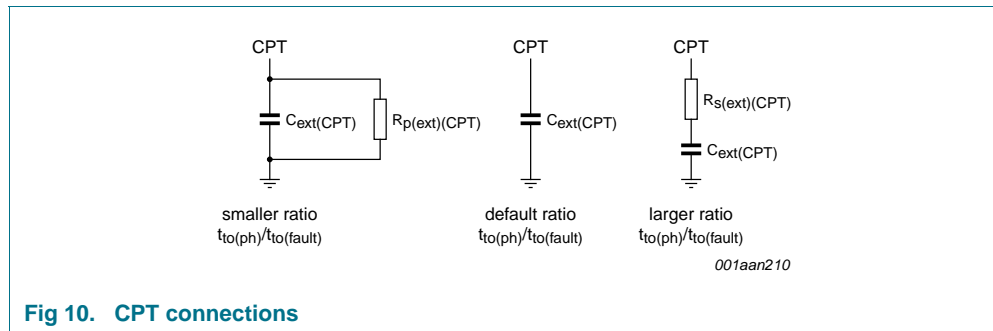 CPT
Cext(CPT)
Rp(ext)(CPT)
smaller ratio
tto(ph)/tto(fault)
CPT
Cext(CPT)
default ratio
tto(ph)/tto(fault)
CPT
Rs(ext)(CPT)
Cext(CPT)
larger ratio
tto(ph)/tto(fault)
001aan210
Fig 10. CPT connections